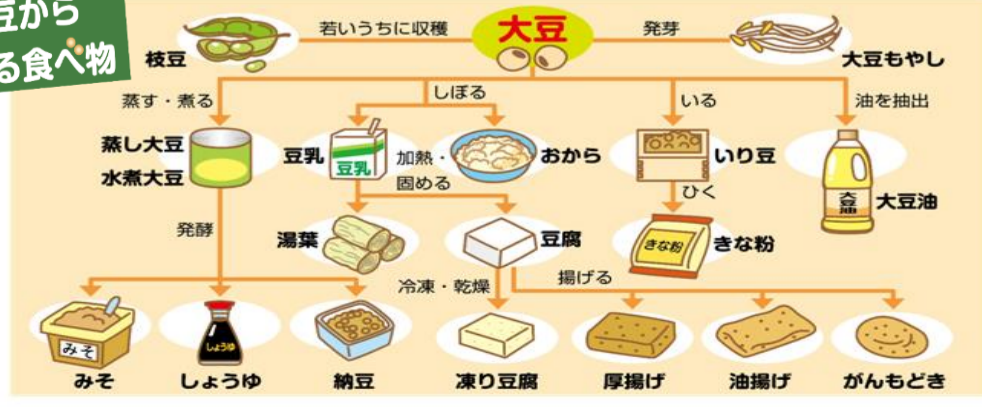 豆から
る食べ物
若いうちに収穫
大豆
発芽
枝豆
大豆もやし
蒸す・煮る
しぼる
いる
油を抽出
蒸し大豆
水煮大豆
豆乳
豆乳
加熱・
固める
おから
いり豆
大豆油
大豆油
ひく
発酵
湯葉
豆腐
きな粉
きな粉
冷凍・乾燥
揚げる
みそ
しょうゆ
みそ
しょうゆ
納豆
凍り豆腐
厚揚げ
油揚げ
がんもどき